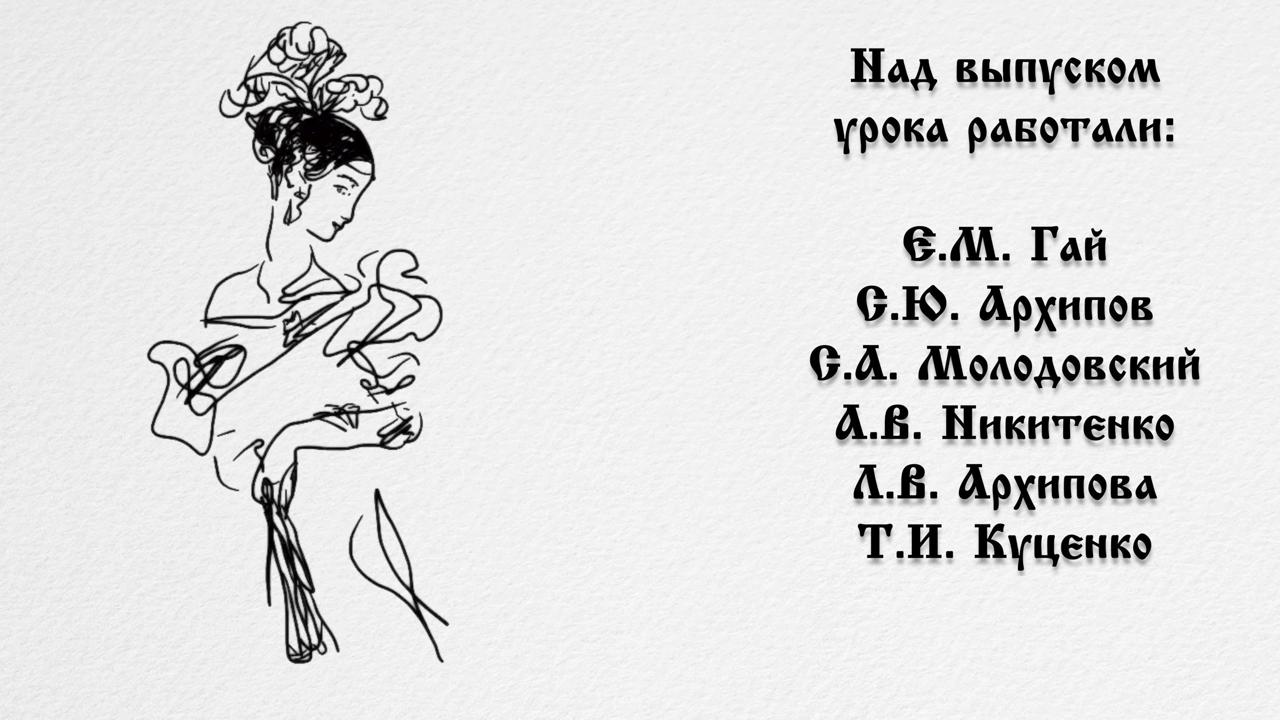 Над выпуском
урока работали:
Е.М. Гай
С.Ю. Архипов
С.А. Молодовский
А.В. Никитенко
Л.В. Архипова
Т.И. Куценко